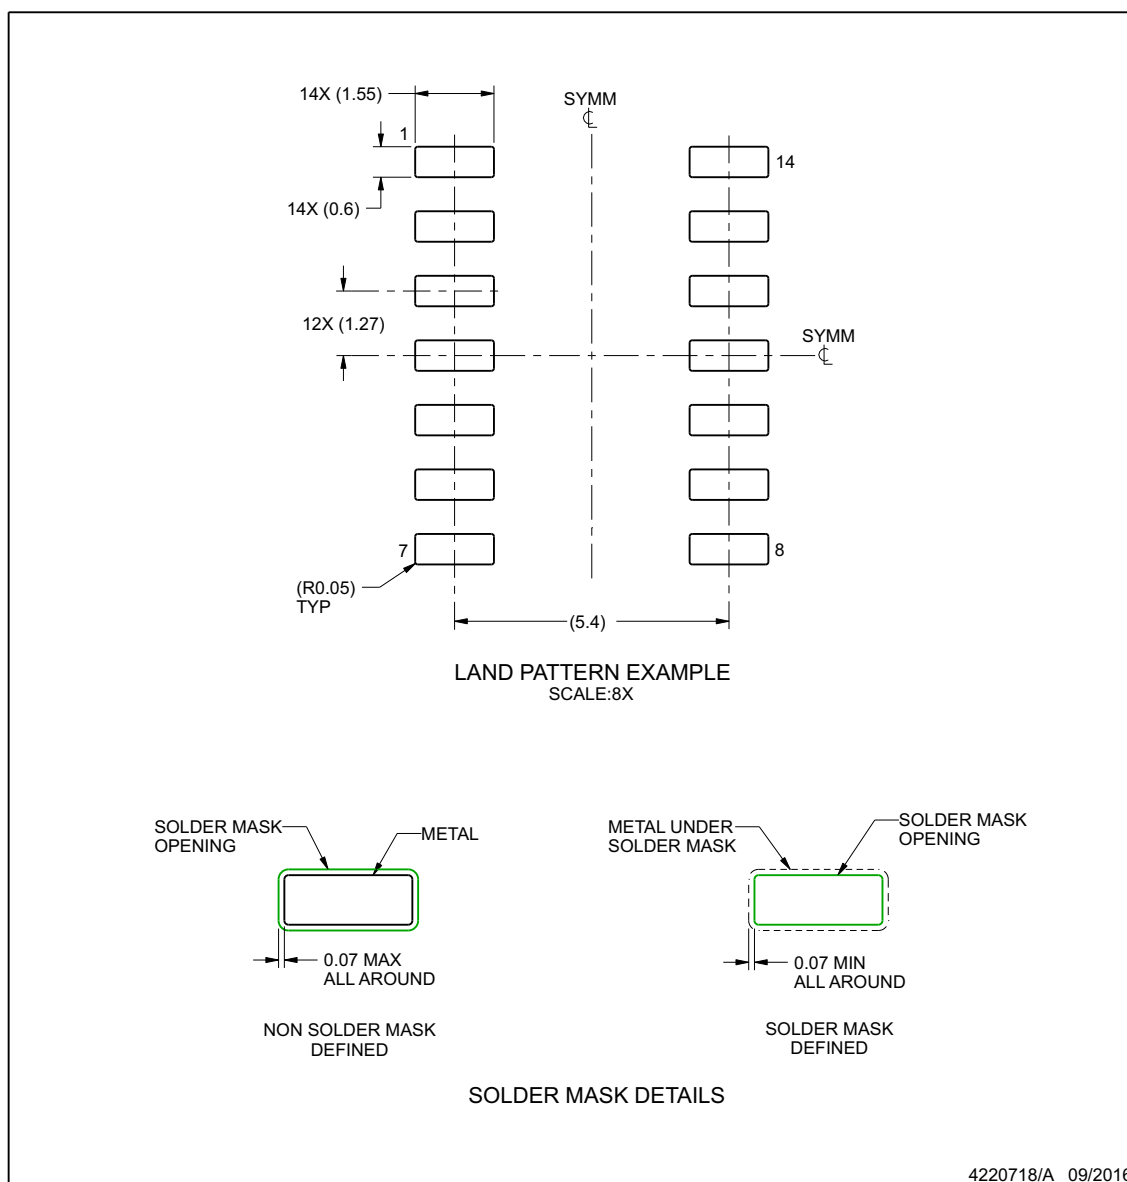 14X (1.55)
SYMM
℄
1
14
14X (0.6)
12X (1.27)
SYMM
℄
7
8
(R0.05)
TYP
(5.4)
LAND PATTERN EXAMPLE
SCALE:8X
SOLDER MASK
OPENING
METAL
METAL UNDER
SOLDER MASK
SOLDER MASK
OPENING
0.07 MAX
ALL AROUND
0.07 MIN
ALL AROUND
NON SOLDER MASK
DEFINED
SOLDER MASK
DEFINED
SOLDER MASK DETAILS
4220718/A 09/2016